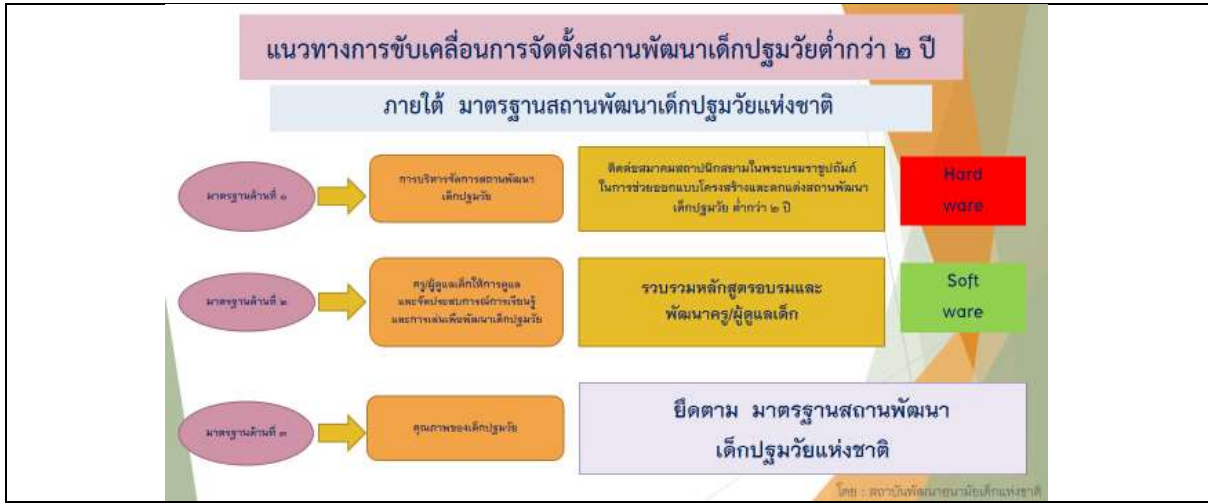 แนวทางการขับเคลื่อนการจัดตั้งสถานพัฒนาเด็กปฐมวัยต่ำกว่า ๒ ปี
ภายใต้ มาตรฐานสถานพัฒนาเด็กปฐมวัยแห่งชาติ
มาตรฐานด้านที่ ๑
การบริหารจัดการสถานพัฒนา
เด็กปฐมวัย
ติดต่อสมาคมสถาปนิกสยามในพระบรมราชูปถัมภ์
ในการช่วยออกแบบโครงสร้างและตกแต่งสถานพัฒนา
เด็กปฐมวัย ต่ำกว่า ๒ ปี
Hard
ware
มาตรฐานด้านที่ ๒
ครู/ผู้ดูแลเด็กให้การดูแล
และจัดประสบการณ์การเรียนรู้
และการเล่นเพื่อพัฒนาเด็กปฐมวัย
รวบรวมหลักสูตรอบรมและ
พัฒนาครู/ผู้ดูแลเด็ก
Soft
ware
มาตรฐานด้านที่ ๓
คุณภาพของเด็กปฐมวัย
ยึดตาม มาตรฐานสถานพัฒนา
เด็กปฐมวัยแห่งชาติ
โดย : สถาบันพัฒนาอนามัยเด็กแห่งชาติ